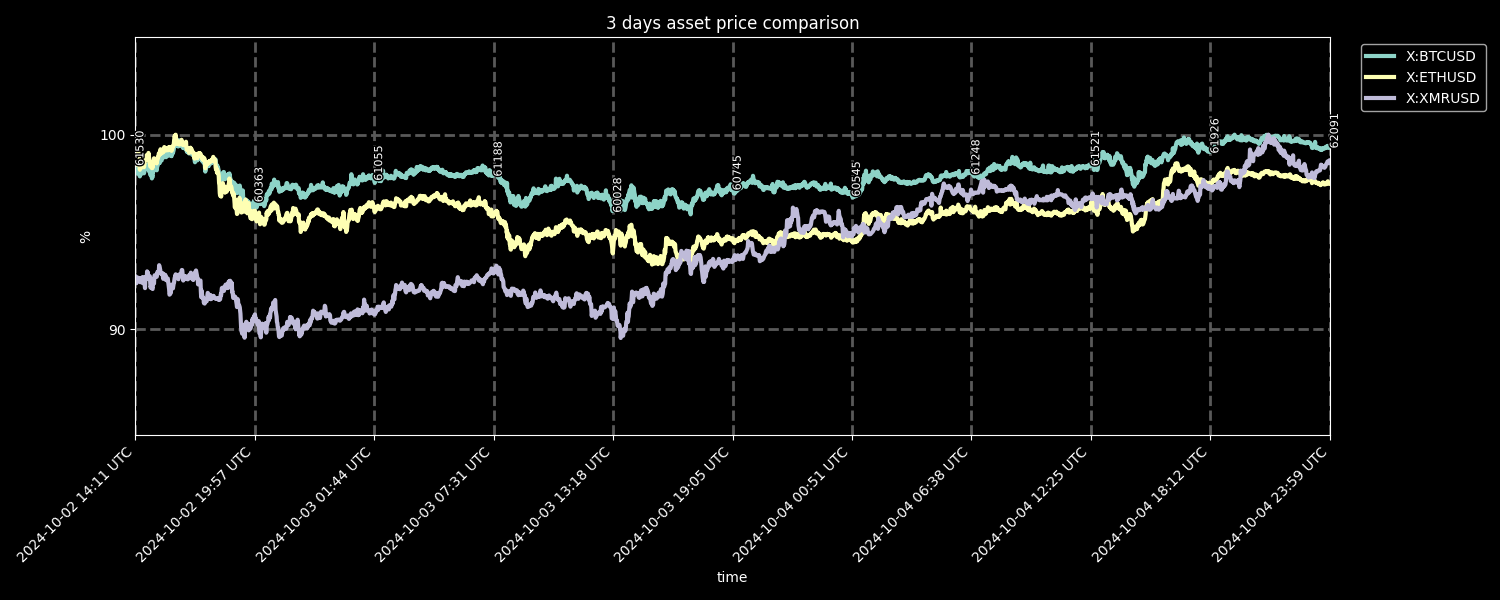 3 days asset price comparison
X:BTCUSD
X:ETHUSD
X:XMRUSD
%
100
90
61530
60363
61055
61188
60028
60745
60545
61248
61521
61926
62091
2024-10-02 14:11 UTC
2024-10-02 19:57 UTC
2024-10-03 01:44 UTC
2024-10-03 07:31 UTC
2024-10-03 13:18 UTC
2024-10-03 19:05 UTC
2024-10-04 00:51 UTC
2024-10-04 06:38 UTC
2024-10-04 12:25 UTC
2024-10-04 18:12 UTC
2024-10-04 23:59 UTC
time